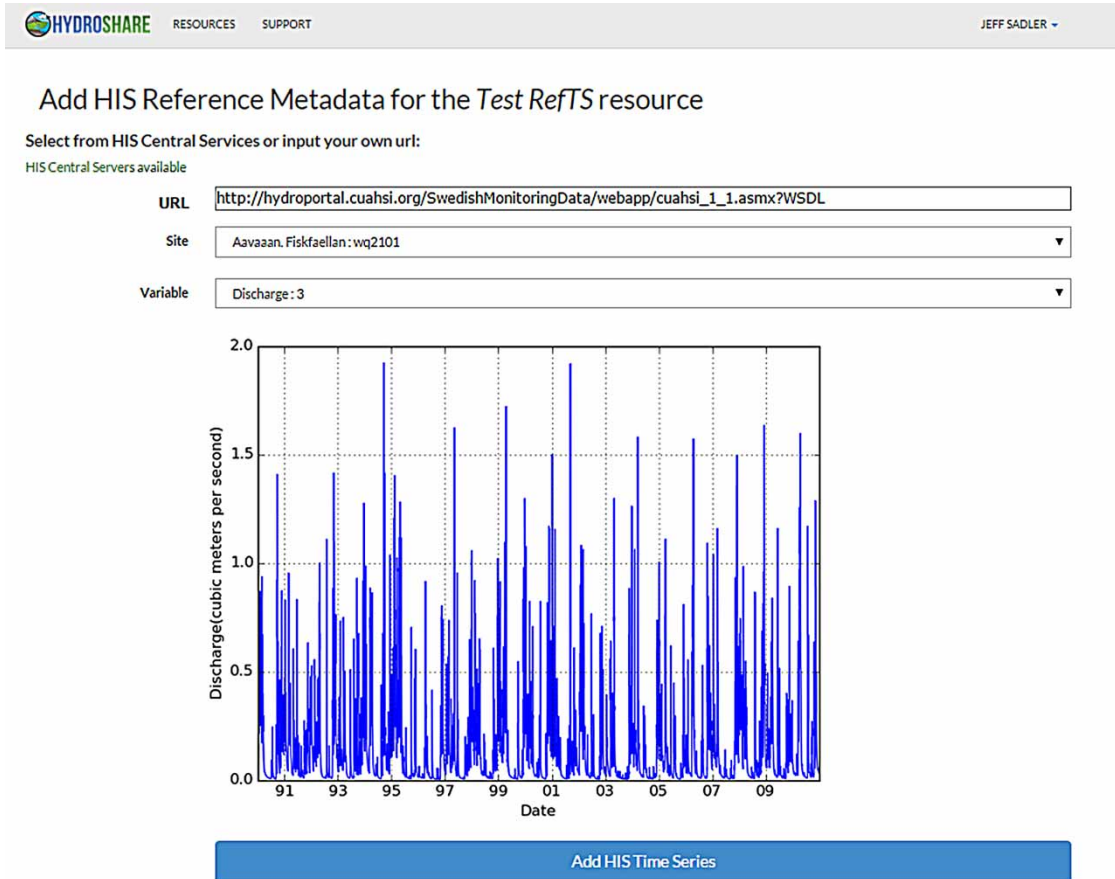 HYDROSHARE RESOURCES SUPPORT JEFF SADLER
Add HIS Reference Metadata for the Test RefTS resource
Select from HIS Central Services or input your own url:
HIS Central Servers available
URL http://hydroportal.cuahsi.org/SwedishMonitoringData/webapp/cuahsi_1_1.asmx?WSDL
Site Aavaaan. Fiskfaellan : wq2101
Variable Discharge : 3
2.0
1.5
1.0
0.5
0.0
Discharge(cubic meters per second)
91 93 95 97 99 01 03 05 07 09
Date
Add HIS Time Series